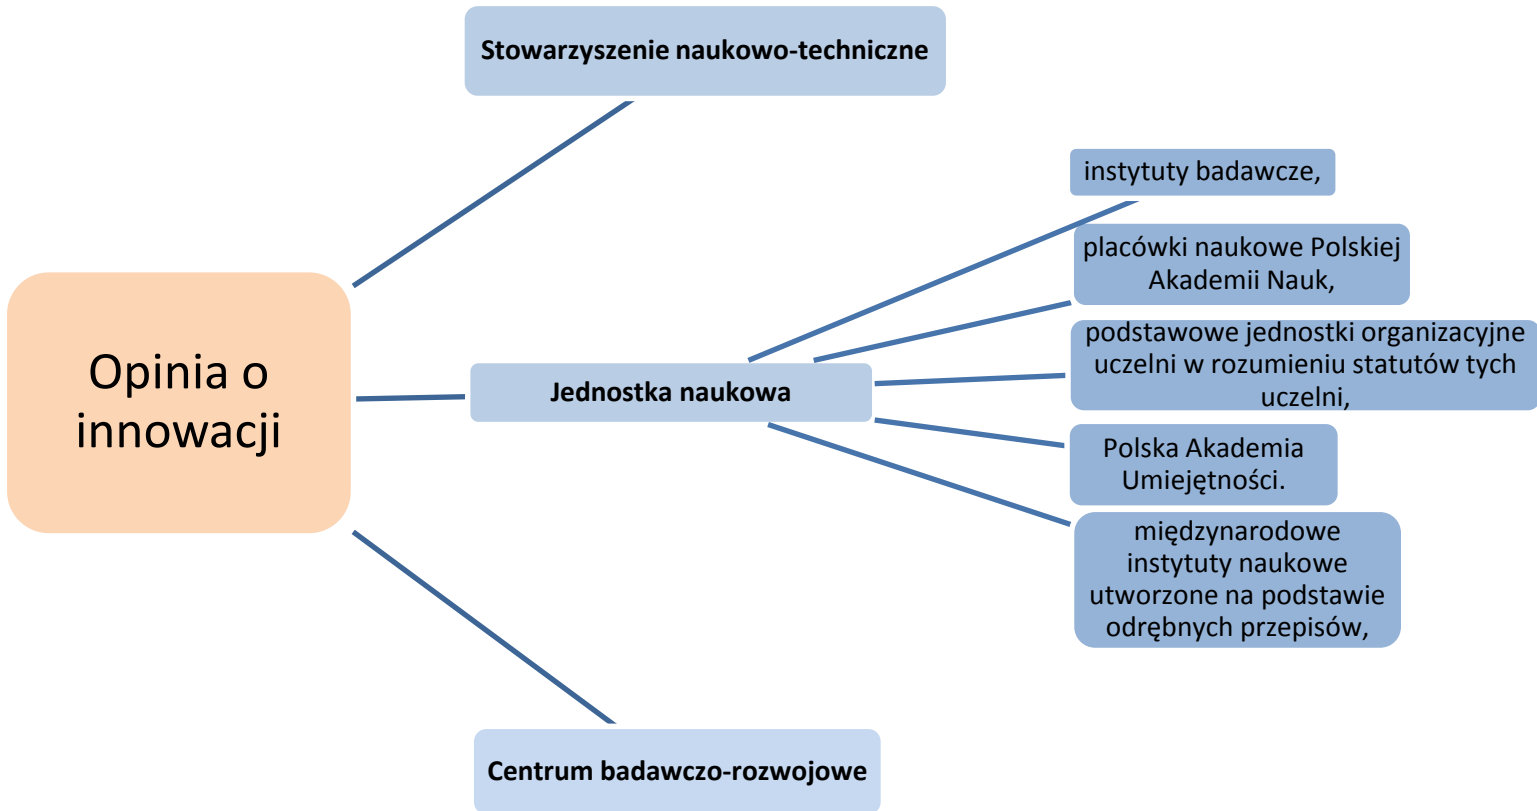 Stowarzyszenie naukowo-techniczne
instytuty badawcze,
placówki naukowe Polskiej
Akademii Nauk,
Opinia o
innowacji
podstawowe jednostki organizacyjne
uczelni w rozumieniu statutów tych
uczelni,
Jednostka naukowa
Polska Akademia
Umiejętności.
międzynarodowe
instytuty naukowe
utworzone na podstawie
odrębnych przepisów,
Centrum badawczo-rozwojowe